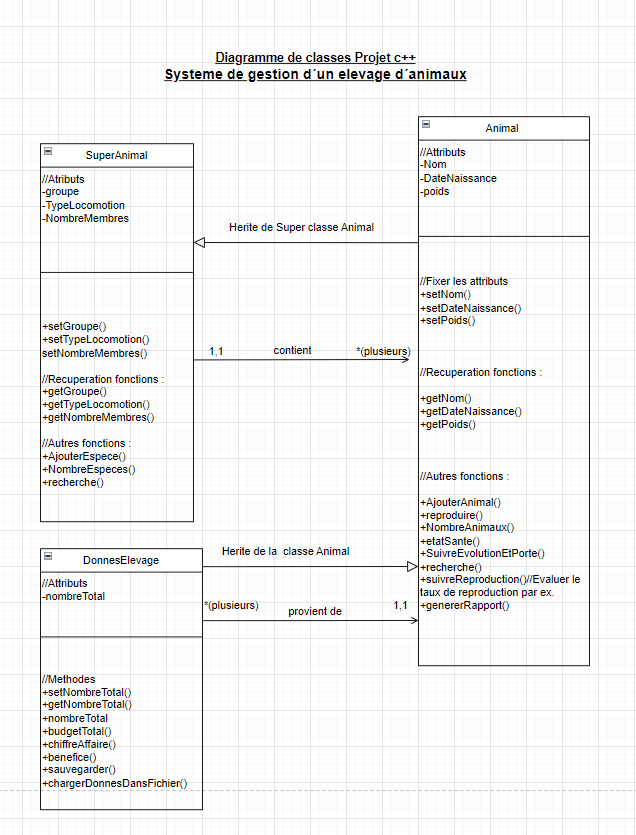 Diagramme de classes Projet c++
Systeme de gestion d´un elevage d´animaux
SuperAnimal
//Atributs
-groupe
-TypeLocomotion
-NombreMembres
+setGroupe()
+setTypeLocomotion()
setNombreMembres()
//Recuperation fonctions :
+getGroupe()
+getTypeLocomotion()
+getNombreMembres()
//Autres fonctions :
+AjouterEspece()
+NombreEspeces()
+recherche()
Herite de Super classe Animal
1,1
contient
*(plusieurs)
Animal
//Attributs
-Nom
-DateNaissance
-poids
//Fixer les attributs
+setNom()
+setDateNaissance()
+setPoids()
//Recuperation fonctions :
+getNom()
+getDateNaissance()
+getPoids()
//Autres fonctions :
+AjouterAnimal()
+reproduire()
+NombreAnimaux()
+etatSante()
+SuivreEvolutionEtPorte()
+recherche()
+suivreReproduction()//Evaluer le
taux de reproduction par ex.
+genererRapport()
DonnesElevage
//Attributs
-nombreTotal
//Methodes
+setNombreTotal()
+getNombreTotal()
+nombreTotal
+budgetTotal()
+chiffreAffaire()
+benefice()
+sauvegarder()
+chargerDonnesDansFichier()
Herite de la classe Animal
*(plusieurs)
provient de
1,1